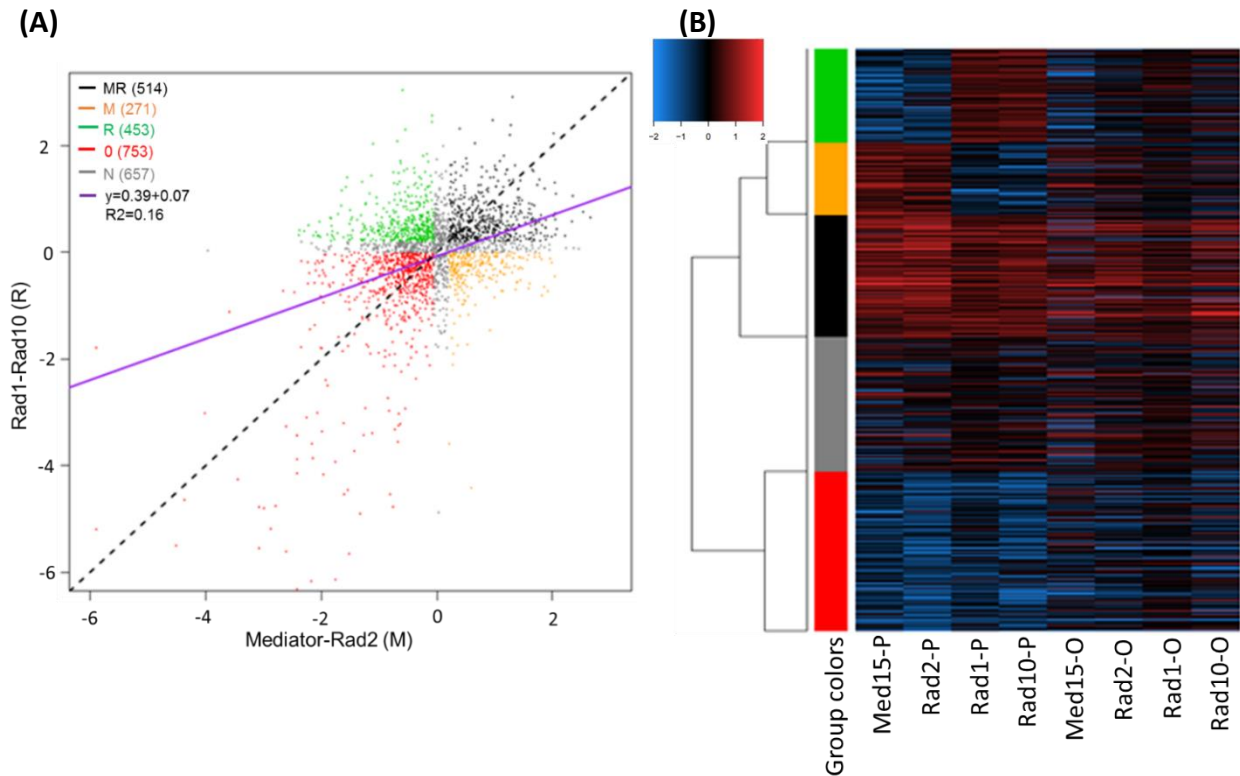 (A)
MR (514)
M (271)
R (453)
0 (753)
N (657)
y=0.39+0.07
R2=0.16
2
0
-2
-4
-6
Rad1-Rad10 (R)
-6 -4 -2 0 2
Mediator-Rad2 (M)
(B)
-2 -1 0 1 2
Group colors
Med15-P
Rad2-P
Rad1-P
Rad10-P
Med15-O
Rad2-O
Rad1-O
Rad10-O